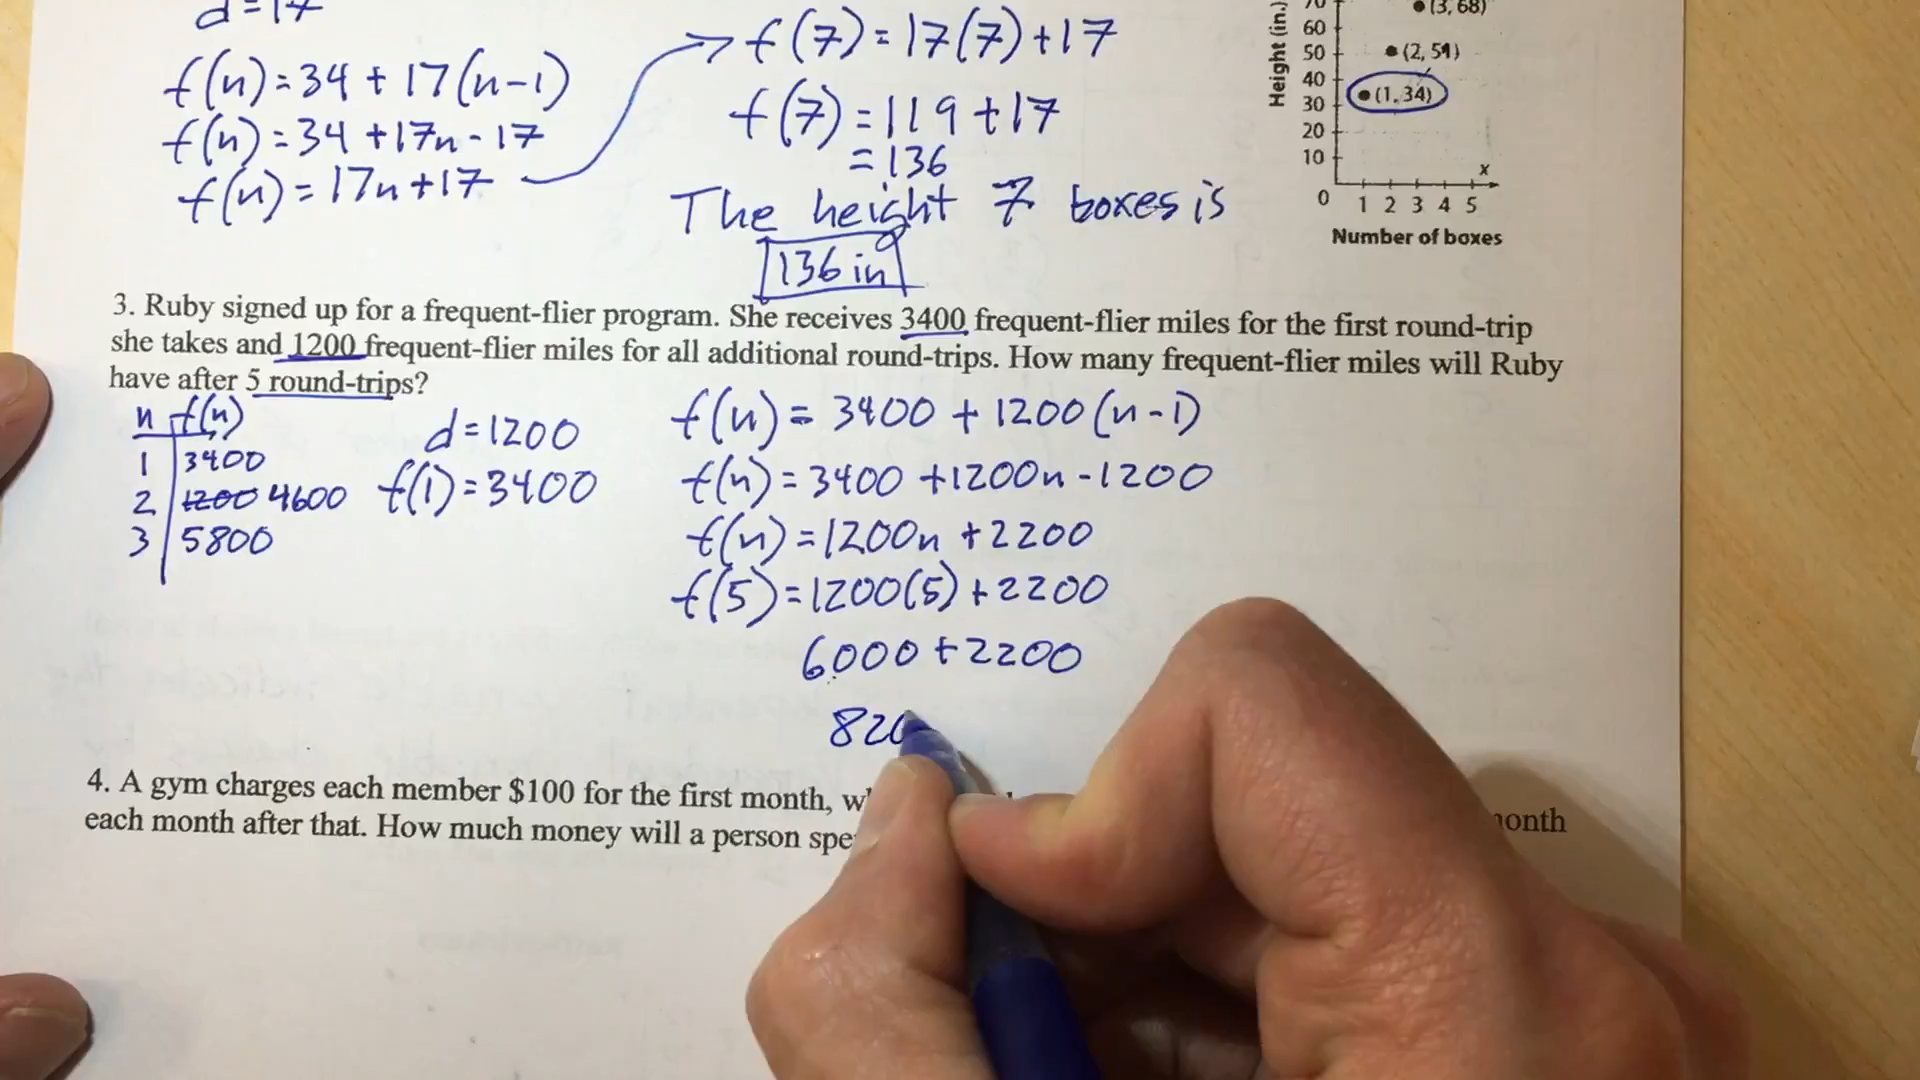 d=17
f(n)=34+17(n-1)
f(n)=34+17n-17
f(n)=17n+17
f(7)=17(7)+17
f(7)=119+17
=136
The height 7 boxes is
136 in
Height (in.)
70
60
50
40
30
20
10
0
1 2 3 4 5
x
(3, 68)
(2, 51)
(1, 34)
Number of boxes
3. Ruby signed up for a frequent-flier program. She receives 3400 frequent-flier miles for the first round-trip
she takes and 1200 frequent-flier miles for all additional round-trips. How many frequent-flier miles will Ruby
have after 5 round-trips?
n f(n)
1 3400
2 1200 4600
3 5800
d=1200
f(1)=3400
f(n)=3400+1200(n-1)
f(n)=3400+1200n-1200
f(n)=1200n+2200
f(5)=1200(5)+2200
6000+2200
820
4. A gym charges each member $100 for the first month,
each month after that. How much money will a person